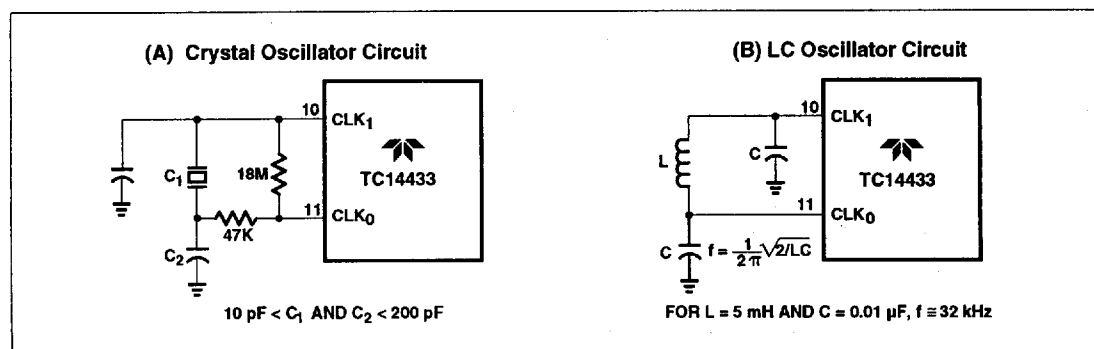 (A) Crystal Oscillator Circuit
10
CLK1
C1
18M
TC14433
11
CLK0
47K
C2
10 pF < C1 AND C2 < 200 pF
(B) LC Oscillator Circuit
10
CLK1
L
C
TC14433
11
CLK0
C
f = 1/2π √2/LC
FOR L = 5 mH AND C = 0.01 µF, f ≅ 32 kHz